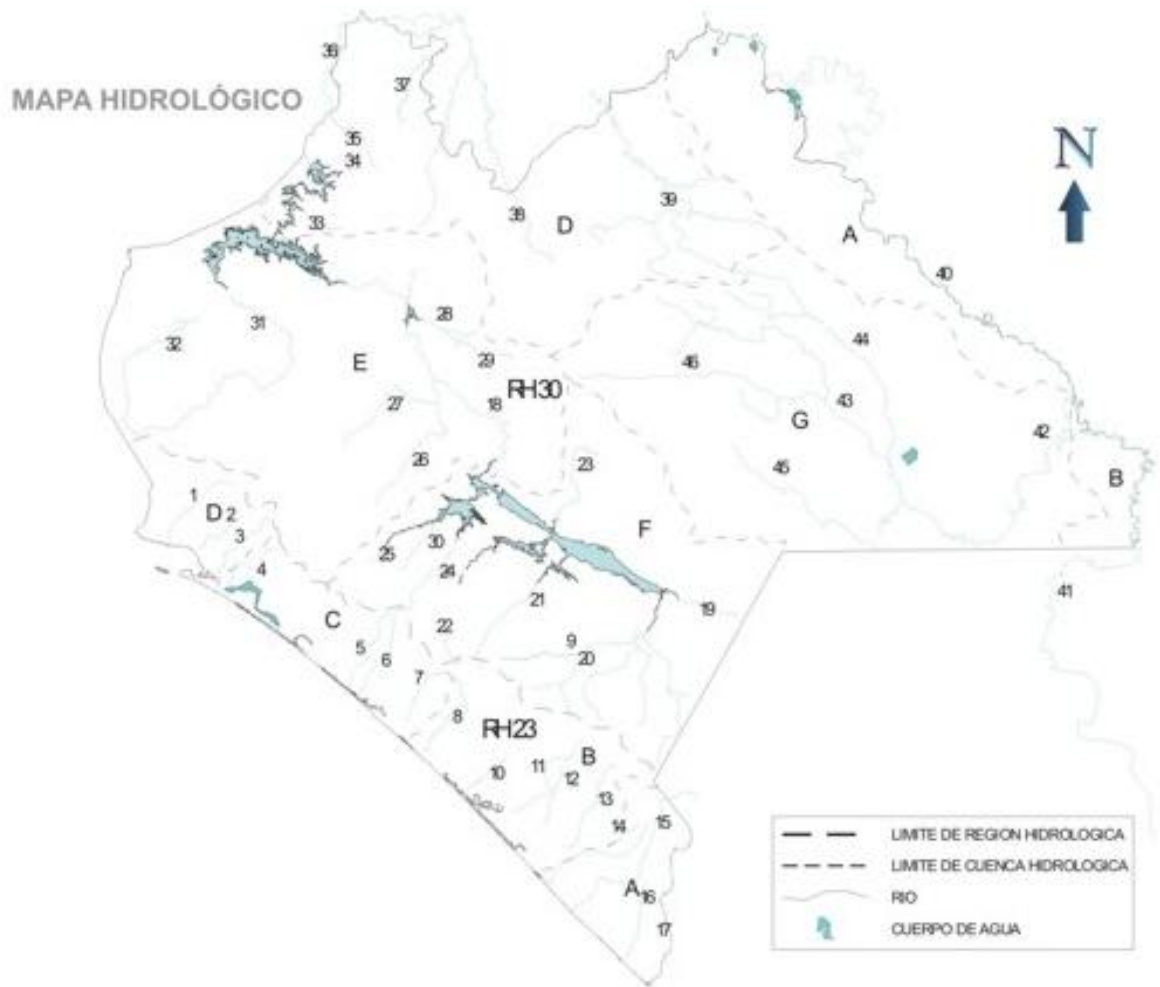 36
37
MAPA HIDROLÓGICO
35
34
N
39
38
33
D
A
40
28
31
44
32
29
46
E
RH30
27
18
43
G
42
26
23
45
B
1
D 2
F
3
30
25
4
24
41
21
19
C
22
9
5
6
20
7
8
RH23
B
11
10
12
13
14
15
A 16
17
LIMITE DE REGION HIDROLOGICA
LIMITE DE CUENCA HIDROLOGICA
RIO
CUERPO DE AGUA